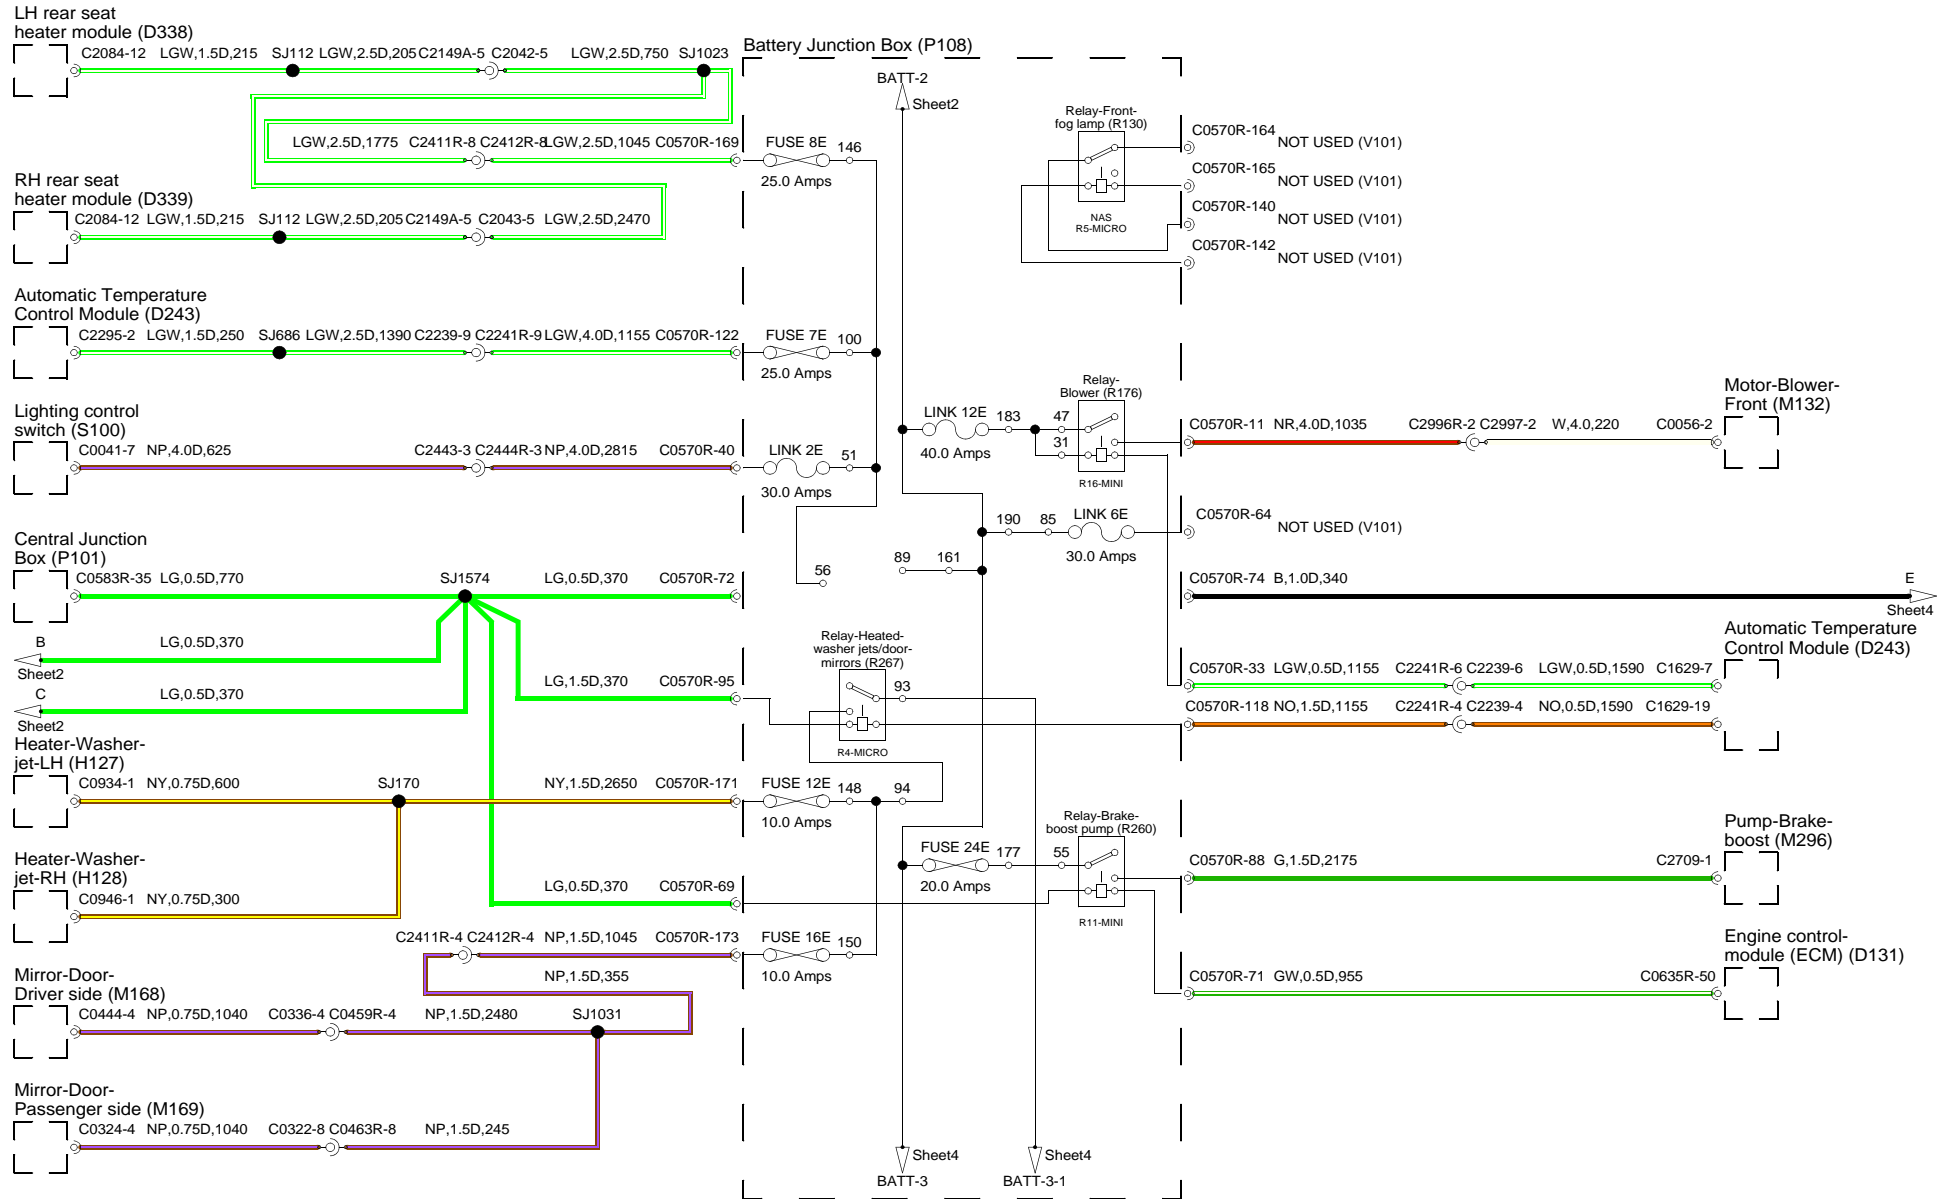 LH rear seat
heater module (D338)
C2084-12 LGW,1.5D,215 SJ112 LGW,2.5D,205 C2149A-5 C2042-5 LGW,2.5D,750 SJ1023
LGW,2.5D,1775 C2411R-8 C2412R-8 LGW,2.5D,1045 C0570R-169
RH rear seat
heater module (D339)
C2084-12 LGW,1.5D,215 SJ112 LGW,2.5D,205 C2149A-5 C2043-5 LGW,2.5D,2470
Automatic Temperature
Control Module (D243)
C2295-2 LGW,1.5D,250 SJ686 LGW,2.5D,1390 C2239-9 C2241R-9 LGW,4.0D,1155 C0570R-122
Lighting control
switch (S100)
C0041-7 NP,4.0D,625 C2443-3 C2444R-3 NP,4.0D,2815 C0570R-40
Central Junction
Box (P101)
C0583R-35 LG,0.5D,770 SJ1574 LG,0.5D,370 C0570R-72
B LG,0.5D,370
Sheet2
C LG,0.5D,370
Sheet2
LG,1.5D,370 C0570R-95
Heater-Washer-
jet-LH (H127)
C0934-1 NY,0.75D,600 SJ170 NY,1.5D,2650 C0570R-171
Heater-Washer-
jet-RH (H128)
C0946-1 NY,0.75D,300
LG,0.5D,370 C0570R-69
C2411R-4 C2412R-4 NP,1.5D,1045 C0570R-173
NP,1.5D,355
Mirror-Door-
Driver side (M168)
C0444-4 NP,0.75D,1040 C0336-4 C0459R-4 NP,1.5D,2480 SJ1031
Mirror-Door-
Passenger side (M169)
C0324-4 NP,0.75D,1040 C0322-8 C0463R-8 NP,1.5D,245
Battery Junction Box (P108)
BATT-2
Sheet2
FUSE 8E 146
25.0 Amps
FUSE 7E 100
25.0 Amps
LINK 2E 51
30.0 Amps
56
89 161
Relay-Front-
fog lamp (R130)
NAS
R5-MICRO
LINK 12E 183 47
31
40.0 Amps
Relay-
Blower (R176)
R16-MINI
190 85 LINK 6E
30.0 Amps
Relay-Heated-
washer jets/door-
mirrors (R267)
93
R4-MICRO
FUSE 12E 148 94
10.0 Amps
Relay-Brake-
boost pump (R260)
FUSE 24E 177 55
20.0 Amps
R11-MINI
FUSE 16E 150
10.0 Amps
Sheet4
BATT-3
Sheet4
BATT-3-1
C0570R-164 NOT USED (V101)
C0570R-165 NOT USED (V101)
C0570R-140 NOT USED (V101)
C0570R-142 NOT USED (V101)
Motor-Blower-
Front (M132)
C0570R-11 NR,4.0D,1035 C2996R-2 C2997-2 W,4.0,220 C0056-2
C0570R-64 NOT USED (V101)
C0570R-74 B,1.0D,340 E
Sheet4
Automatic Temperature
Control Module (D243)
C0570R-33 LGW,0.5D,1155 C2241R-6 C2239-6 LGW,0.5D,1590 C1629-7
C0570R-118 NO,1.5D,1155 C2241R-4 C2239-4 NO,0.5D,1590 C1629-19
Pump-Brake-
boost (M296)
C0570R-88 G,1.5D,2175 C2709-1
Engine control-
module (ECM) (D131)
C0570R-71 GW,0.5D,955 C0635R-50